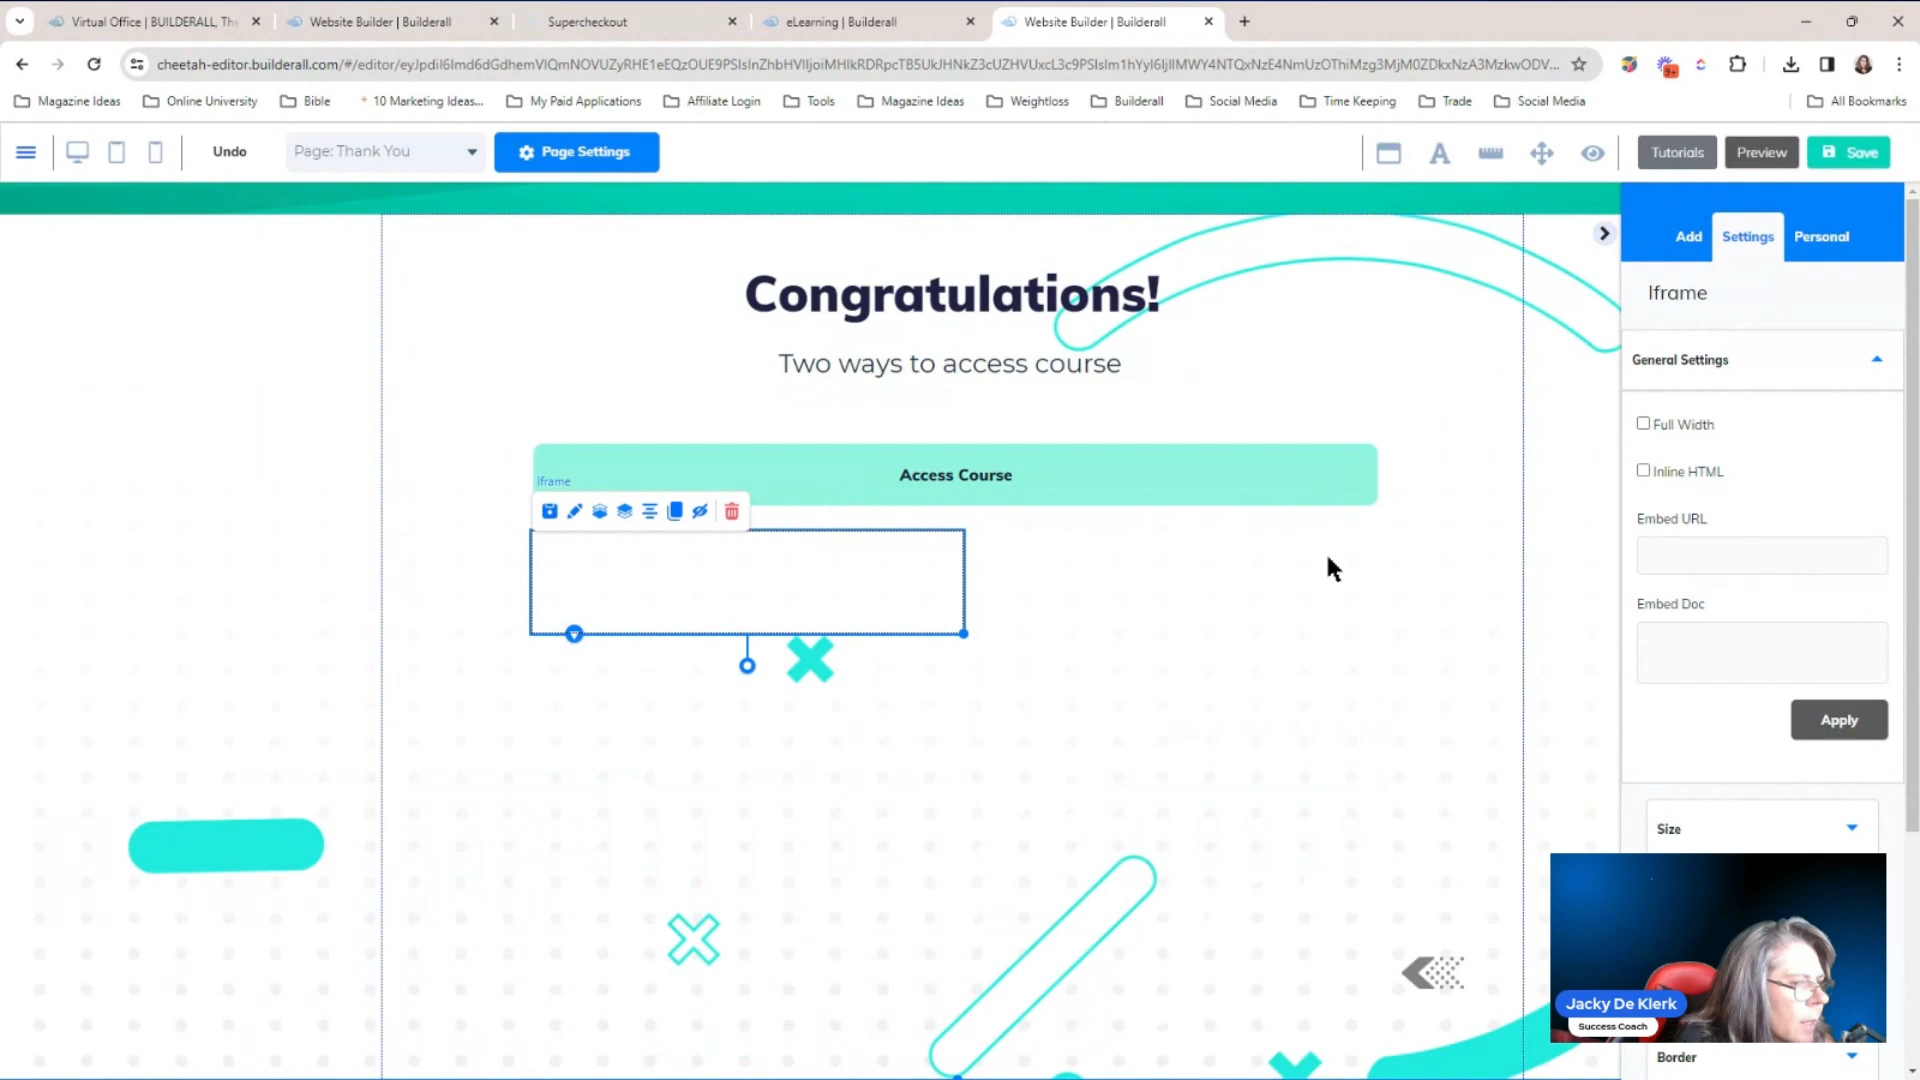 Virtual Office | BUILDERALL, The
Website Builder | Builderall
Supercheckout
eLearning | Builderall
Website Builder | Builderall
cheetah-editor.builderall.com/#/editor/
Magazine Ideas
Online University
Bible
10 Marketing Ideas...
My Paid Applications
Affiliate Login
Tools
Magazine Ideas
Weightloss
Builderall
Social Media
Time Keeping
Trade
Social Media
All Bookmarks
Undo
Page: Thank You
Page Settings
Tutorials
Preview
Save
Add
Settings
Personal
Congratulations!
Two ways to access course
Access Course
Iframe
Iframe
General Settings
Full Width
Inline HTML
Embed URL
Embed Doc
Apply
Size
Jacky De Klerk
Success Coach
Border